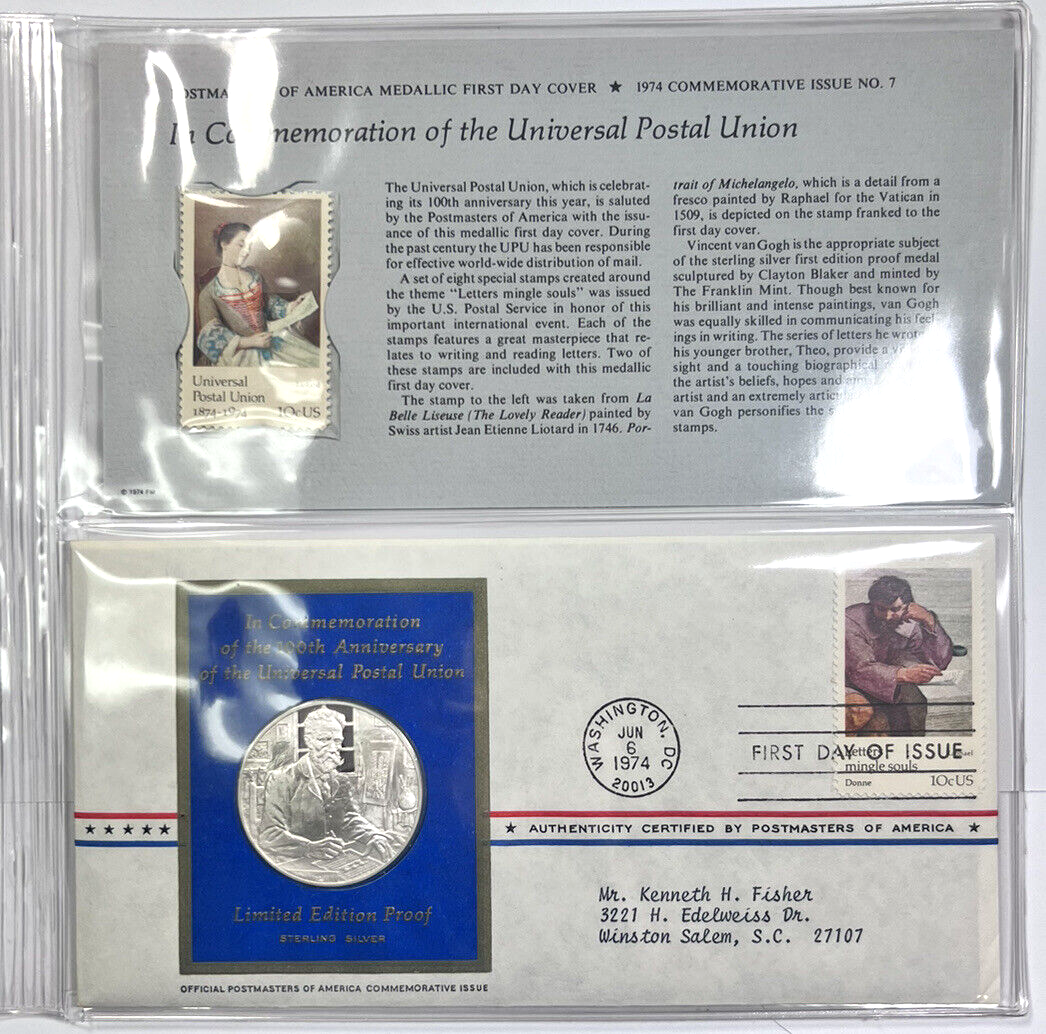 OF AMERICA MEDALLIC FIRST DAY COVER ★ 1974 COMMEMORATIVE ISSUE NO. 7
In Commemoration of the Universal Postal Union
The Universal Postal Union, which is celebrat-
ing its 100th anniversary this year, is saluted
by the Postmasters of America with the issu-
ance of this medallic first day cover. During
the past century the UPU has been responsible
for effective world-wide distribution of mail.
A set of eight special stamps created around
the theme "Letters mingle souls" was issued
by the U.S. Postal Service in honor of this
important international event. Each of the
stamps features a great masterpiece that re-
lates to writing and reading letters. Two of
these stamps are included with this medallic
first day cover.
The stamp to the left was taken from La
Belle Liseuse (The Lovely Reader) painted by
Swiss artist Jean Etienne Liotard in 1746. Por-
trait of Michelangelo, which is a detail from a
fresco painted by Raphael for the Vatican in
1509, is depicted on the stamp franked to the
first day cover.
Vincent van Gogh is the appropriate subject
of the sterling silver first edition proof medal
sculptured by Clayton Blaker and minted by
The Franklin Mint. Though best known for
his brilliant and intense paintings, van Gogh
was equally skilled in communicating his feel-
ings in writing. The series of letters he wrote
his younger brother, Theo, provide a
sight and a touching biographical
the artist's beliefs, hopes and
artist and an extremely
van Gogh personifies the
stamps.
Universal
Postal Union
1874-1974 10c US
© 1974 FM
In Commemoration
of the 100th Anniversary
of the Universal Postal Union
Limited Edition Proof
STERLING SILVER
OFFICIAL POSTMASTERS OF AMERICA COMMEMORATIVE ISSUE
WASHINGTON, DC
JUN
6
1974
20013
FIRST DAY OF ISSUE
Letters
mingle souls
Donne 10c US
★ ★ ★ ★ ★
★ AUTHENTICITY CERTIFIED BY POSTMASTERS OF AMERICA ★
Mr. Kenneth H. Fisher
3221 H. Edelweiss Dr.
Winston Salem, S.C. 27107